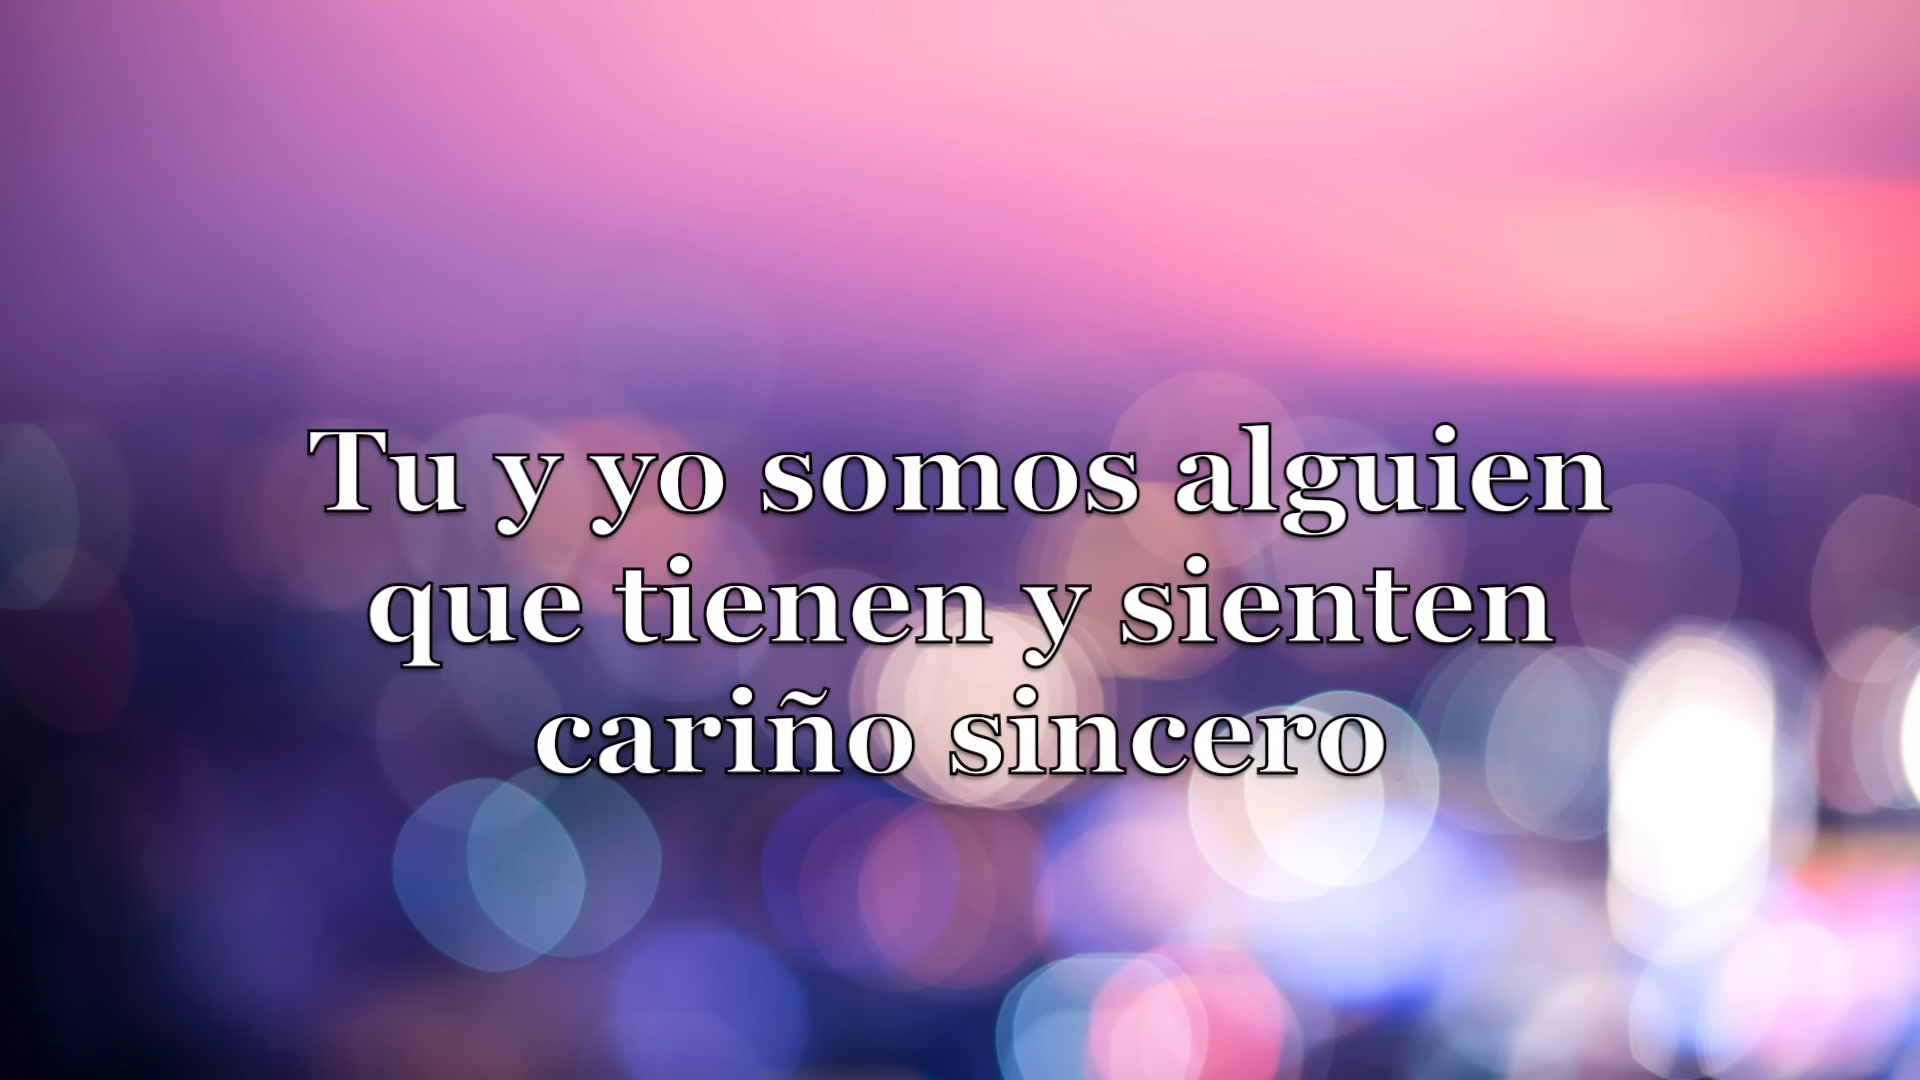 Tu y yo somos alguien
que tienen y sienten
cariño sincero